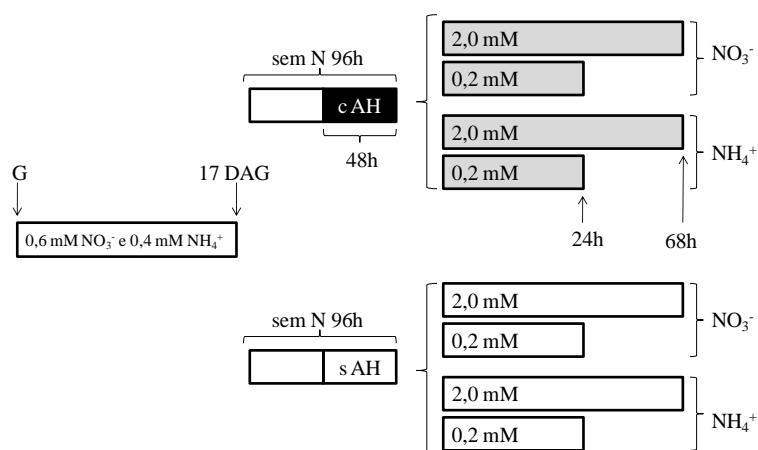 sem N 96h
c AH
48h
2,0 mM
0,2 mM
NO₃⁻
2,0 mM
0,2 mM
NH₄⁺
24h
68h
G
17 DAG
0,6 mM NO₃⁻ e 0,4 mM NH₄⁺
sem N 96h
s AH
2,0 mM
0,2 mM
NO₃⁻
2,0 mM
0,2 mM
NH₄⁺